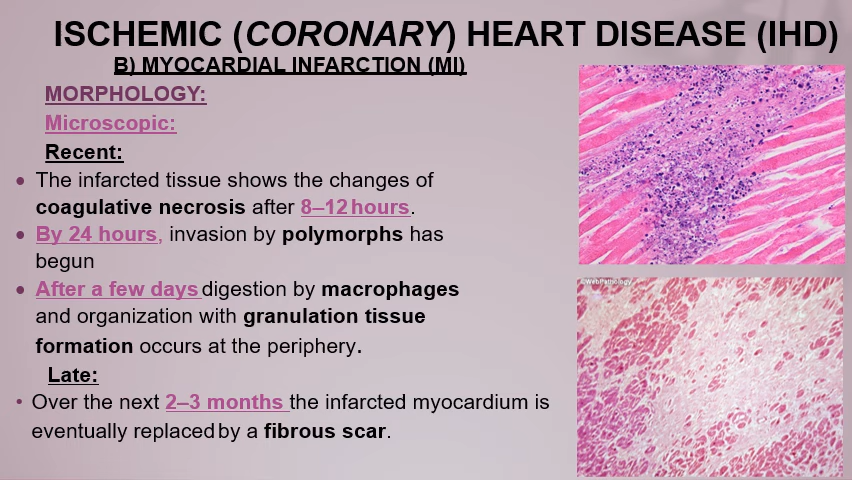 ISCHEMIC (CORONARY) HEART DISEASE (IHD)
B) MYOCARDIAL INFARCTION (MI)
MORPHOLOGY:
Microscopic:
Recent:
• The infarcted tissue shows the changes of
coagulative necrosis after 8–12 hours.
• By 24 hours, invasion by polymorphs has
begun
• After a few days digestion by macrophages
and organization with granulation tissue
formation occurs at the periphery.
Late:
• Over the next 2–3 months the infarcted myocardium is
eventually replaced by a fibrous scar.
©WebPathology